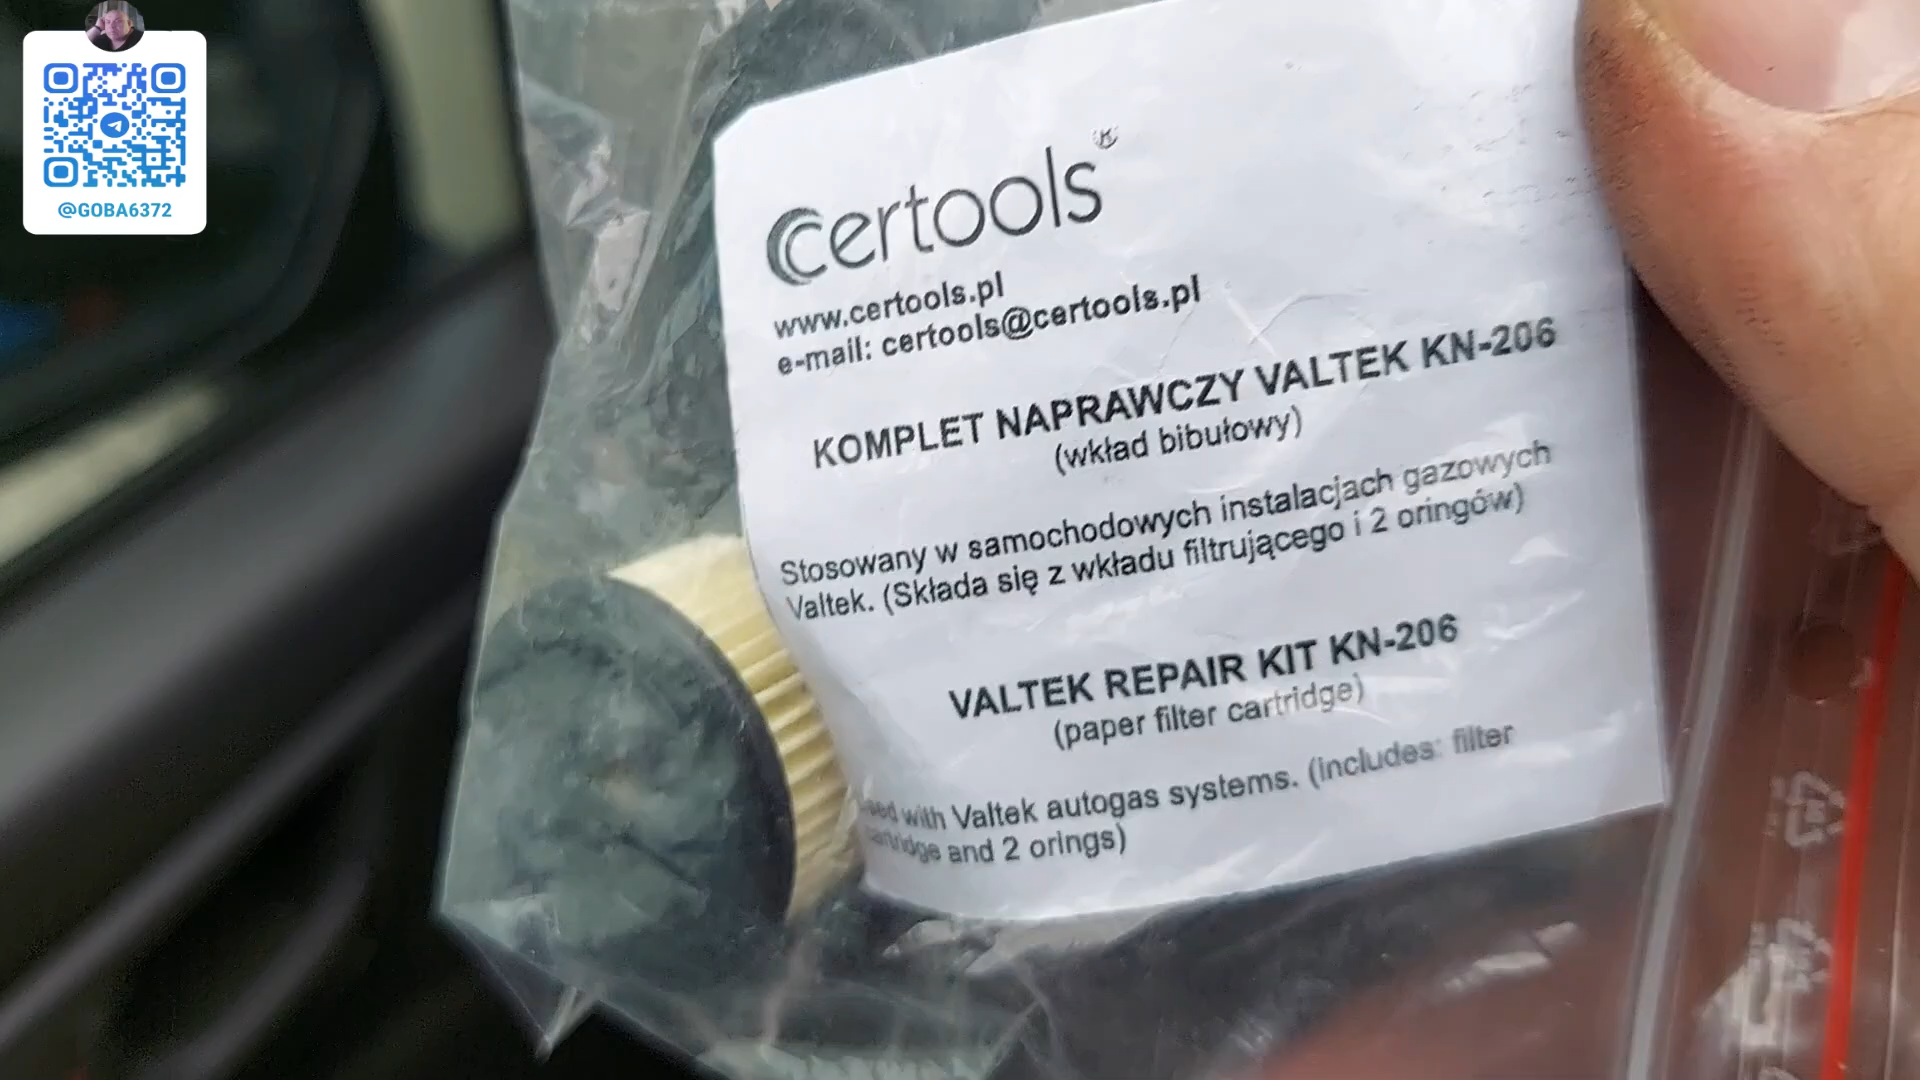 @GOBA6372
certools®
www.certools.pl
e-mail: certools@certools.pl
KOMPLET NAPRAWCZY VALTEK KN-206
(wkład bibułowy)
Stosowany w samochodowych instalacjach gazowych
Valtek. (Składa się z wkładu filtrującego i 2 oringów)
VALTEK REPAIR KIT KN-206
(paper filter cartridge)
with Valtek autogas systems. (includes: filter
cartridge and 2 orings)